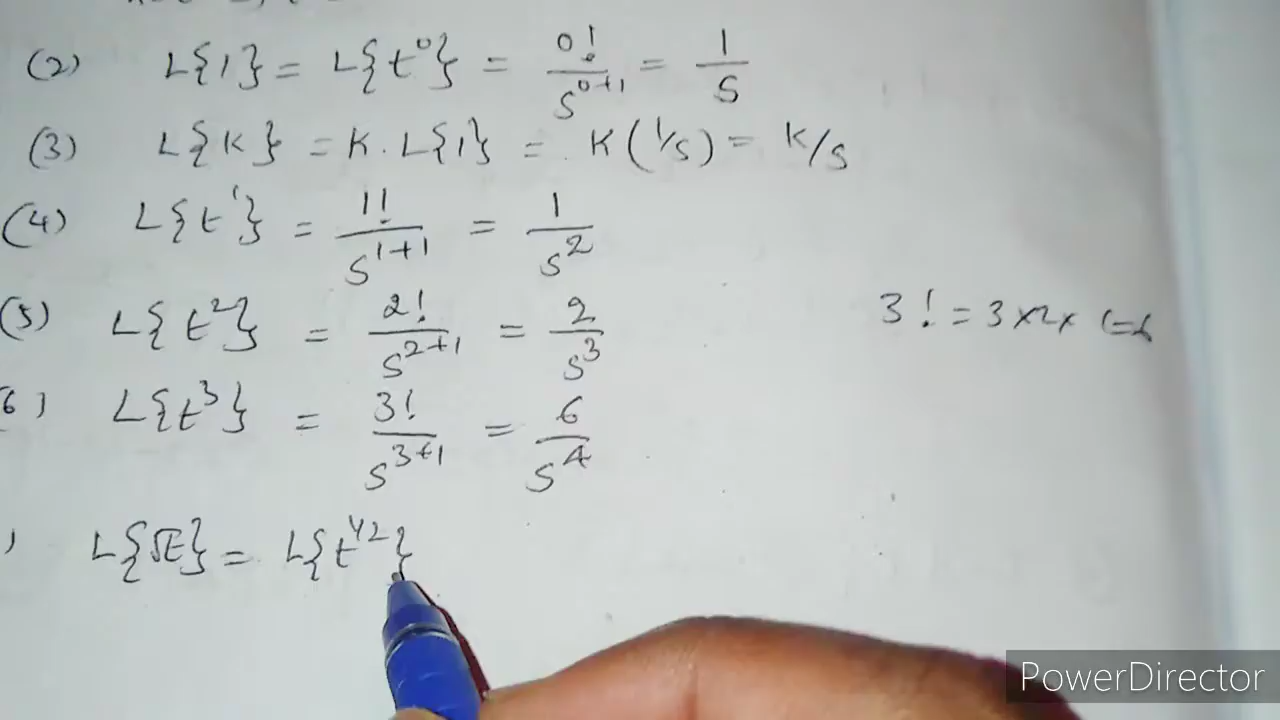 (2) L{1} = L{t⁰} = 0!/s⁰⁺¹ = 1/s
(3) L{K} = K.L{1} = K(1/s) = K/s
(4) L{t¹} = 1!/s¹⁺¹ = 1/s²
(5) L{t²} = 2!/s²⁺¹ = 2/s³
3! = 3×2×1=6
6) L{t³} = 3!/s³⁺¹ = 6/s⁴
) L{√t} = L{t^1/2}
PowerDirector